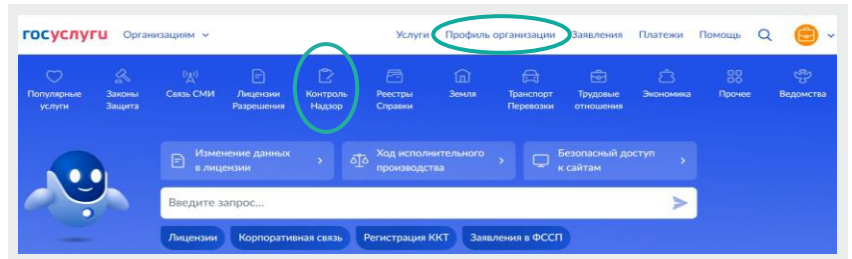 госуслуги Организациям Услуги Профиль организации Заявления Платежи Помощь
Популярные услуги
Законы Защита
Связь СМИ
Лицензии Разрешения
Контроль Надзор
Реестры Справки
Земля
Транспорт Перевозки
Трудовые отношения
Экономика
Прочее
Ведомства
Изменение данных в лицензии
Ход исполнительного производства
Безопасный доступ к сайтам
Введите запрос...
Лицензии Корпоративная связь Регистрация ККТ Заявления в ФССП